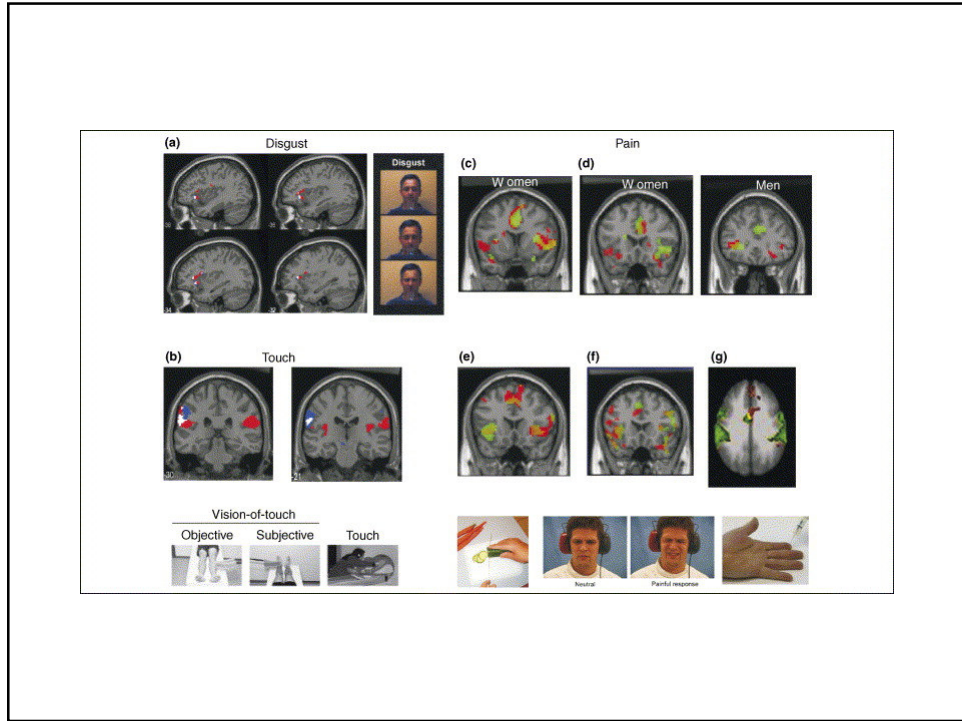 (a)
Disgust
Disgust
Pain
(c)
W omen
(d)
W omen
Men
(b)
Touch
(e)
(f)
(g)
Vision-of-touch
Objective
Subjective
Touch
Neutral
Painful response